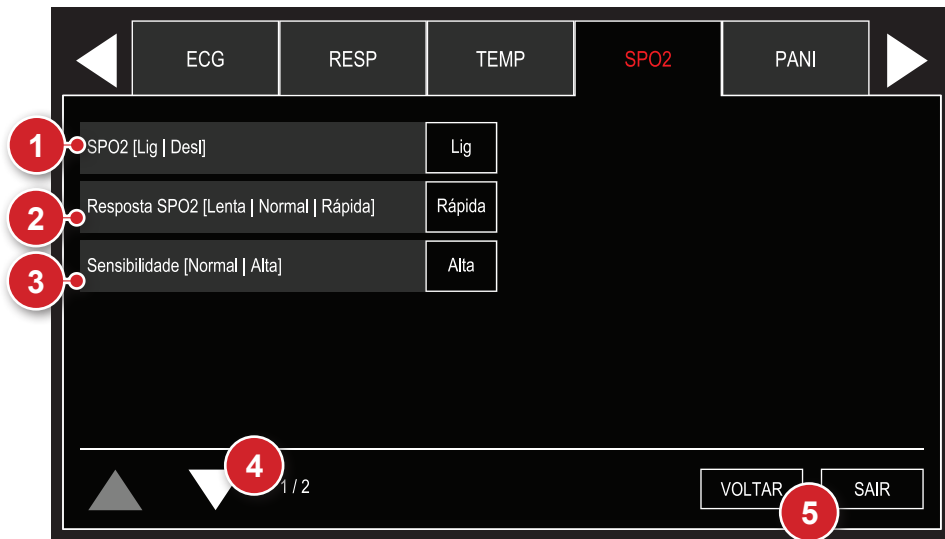 ECG RESP TEMP SPO2 PANI
1 SPO2 [Lig | Desl] Lig
2 Resposta SPO2 [Lenta | Normal | Rápida] Rápida
3 Sensibilidade [Normal | Alta] Alta
4 1 / 2 VOLTAR SAIR
5